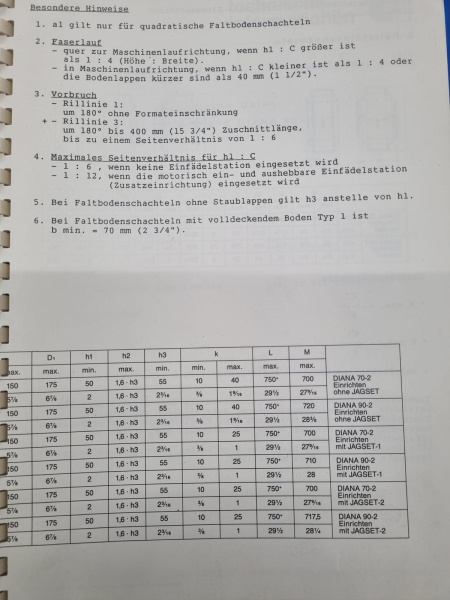 Besondere Hinweise
1. al gilt nur für quadratische Faltbodenschachteln
2. Faserlauf
- quer zur Maschinenlaufrichtung, wenn hl : C größer ist
als 1 : 4 (Höhe : Breite).
- in Maschinenlaufrichtung, wenn hl : C kleiner ist als 1 : 4 oder
die Bodenlappen kürzer sind als 40 mm (1 1/2").
3. Vorbruch
- Rillinie 1:
um 180° ohne Formateinschränkung
+ - Rillinie 3:
um 180° bis 400 mm (15 3/4") Zuschnittlänge,
bis zu einem Seitenverhältnis von 1 : 6
4. Maximales Seitenverhältnis für hl : C
- 1 : 6 , wenn keine Einfädelstation eingesetzt wird
- 1 : 12, wenn die motorisch ein- und aushebbare Einfädelstation
(Zusatzeinrichtung) eingesetzt wird
5. Bei Faltbodenschachteln ohne Staublappen gilt h3 anstelle von hl.
6. Bei Faltbodenschachteln mit volldeckendem Boden Typ 1 ist
b min. = 70 mm (2 3/4").
D₁ h1 h2 h3 k L M
max. max. min. max. min. min. max. max. max.
150 175 50 1,6 · h3 55 10 40 750* 700 DIANA 70-2
Einrichten
ohne JAGSET
5⅞ 6⅞ 2 1,6 · h3 2³⁄₁₆ ⅜ 1⁹⁄₁₆ 29½ 27⁹⁄₁₆
150 175 50 1,6 · h3 55 10 40 750* 720 DIANA 90-2
Einrichten
ohne JAGSET
5⅞ 6⅞ 2 1,6 · h3 2³⁄₁₆ ⅜ 1⁹⁄₁₆ 29½ 28⅜
150 175 50 1,6 · h3 55 10 25 750* 700 DIANA 70-2
Einrichten
mit JAGSET-1
5⅞ 6⅞ 2 1,6 · h3 2³⁄₁₆ ⅜ 1 29½ 27⁹⁄₁₆
150 175 50 1,6 · h3 55 10 25 750* 710 DIANA 90-2
Einrichten
mit JAGSET-1
5⅞ 6⅞ 2 1,6 · h3 2³⁄₁₆ ⅜ 1 29½ 28
150 175 50 1,6 · h3 55 10 25 750* 700 DIANA 70-2
Einrichten
mit JAGSET-2
5⅞ 6⅞ 2 1,6 · h3 2³⁄₁₆ ⅜ 1 29½ 27⁹⁄₁₆
150 175 50 1,6 · h3 55 10 25 750* 717,5 DIANA 90-2
Einrichten
mit JAGSET-2
5⅞ 6⅞ 2 1,6 · h3 2³⁄₁₆ ⅜ 1 29½ 28¼